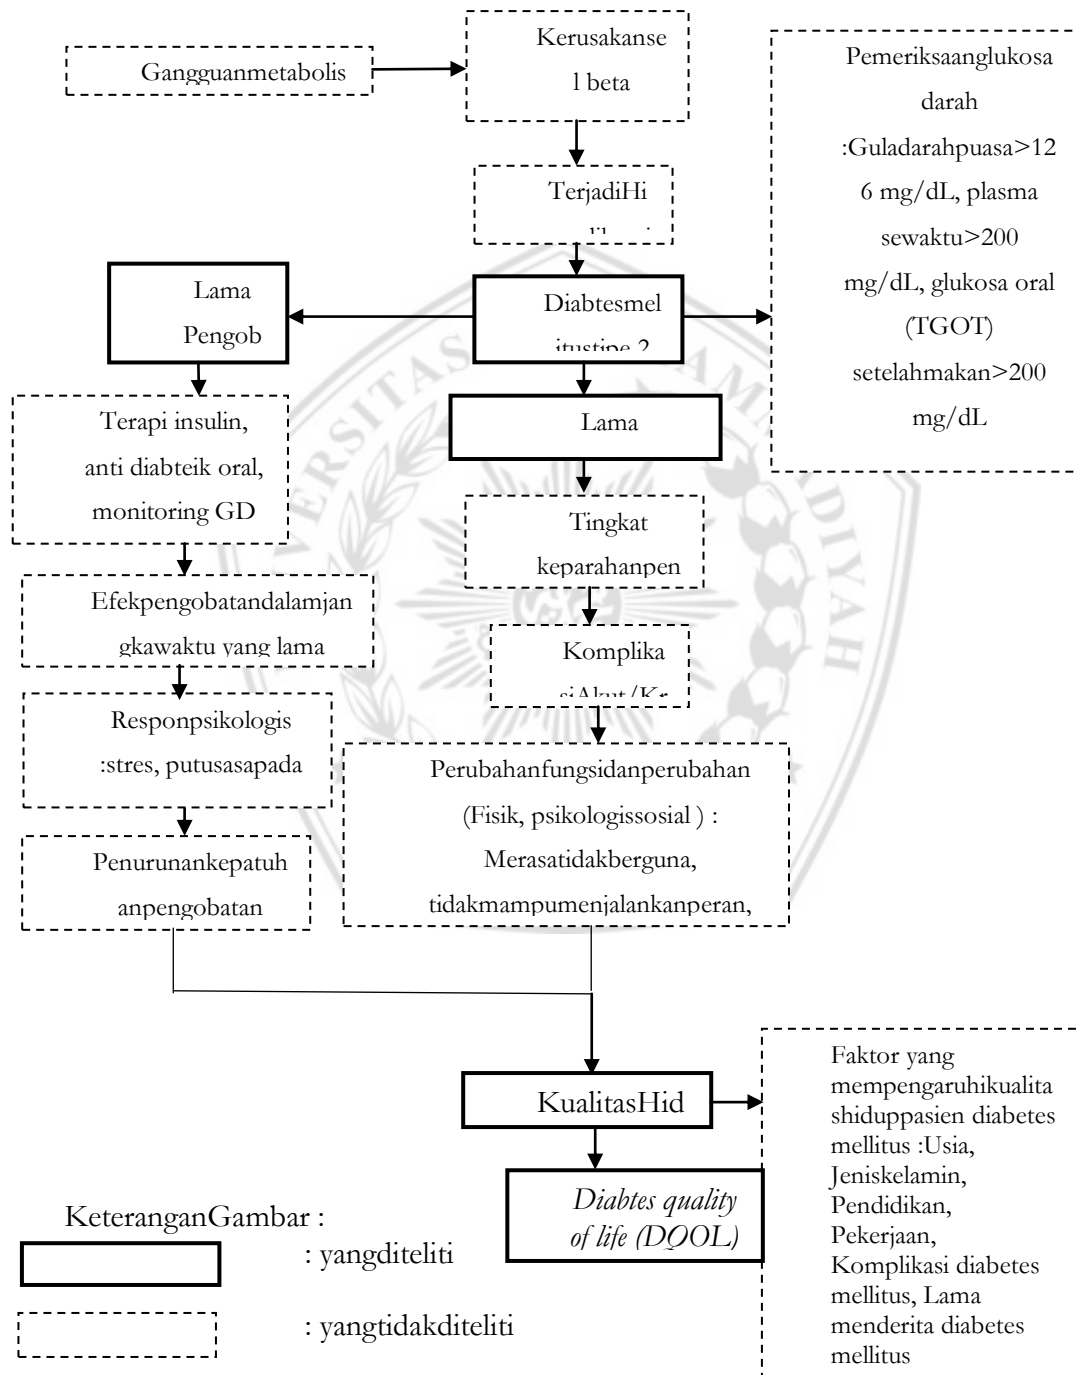 Gangguanmetabolis
Kerusakanse
l beta
Pemeriksaanglukosa
darah
:Guladarahpuasa>12
6 mg/dL, plasma
sewaktu>200
mg/dL, glukosa oral
(TGOT)
setelahmakan>200
mg/dL
TerjadiHi
Lama
Pengob
Diabtesmel
itustipe 2
Terapi insulin,
anti diabteik oral,
monitoring GD
Lama
Tingkat
keparahanpen
Efekpengobatandalamjan
gkawaktu yang lama
Komplika
siAkut/Kr
Responpsikologis
:stres, putusasapada
Perubahanfungsidanperubahan
(Fisik, psikologissosial ) :
Merasatidakberguna,
tidakmampumenjalankanperan,
Penurunankepatuh
anpengobatan
KualitasHid
Faktor yang
mempengaruhikualita
shiduppasien diabetes
mellitus :Usia,
Jeniskelamin,
Pendidikan,
Pekerjaan,
Komplikasi diabetes
mellitus, Lama
menderita diabetes
mellitus
Diabtes quality
of life (DQOL)
KeteranganGambar :
: yangditeliti
: yangtidakditeliti